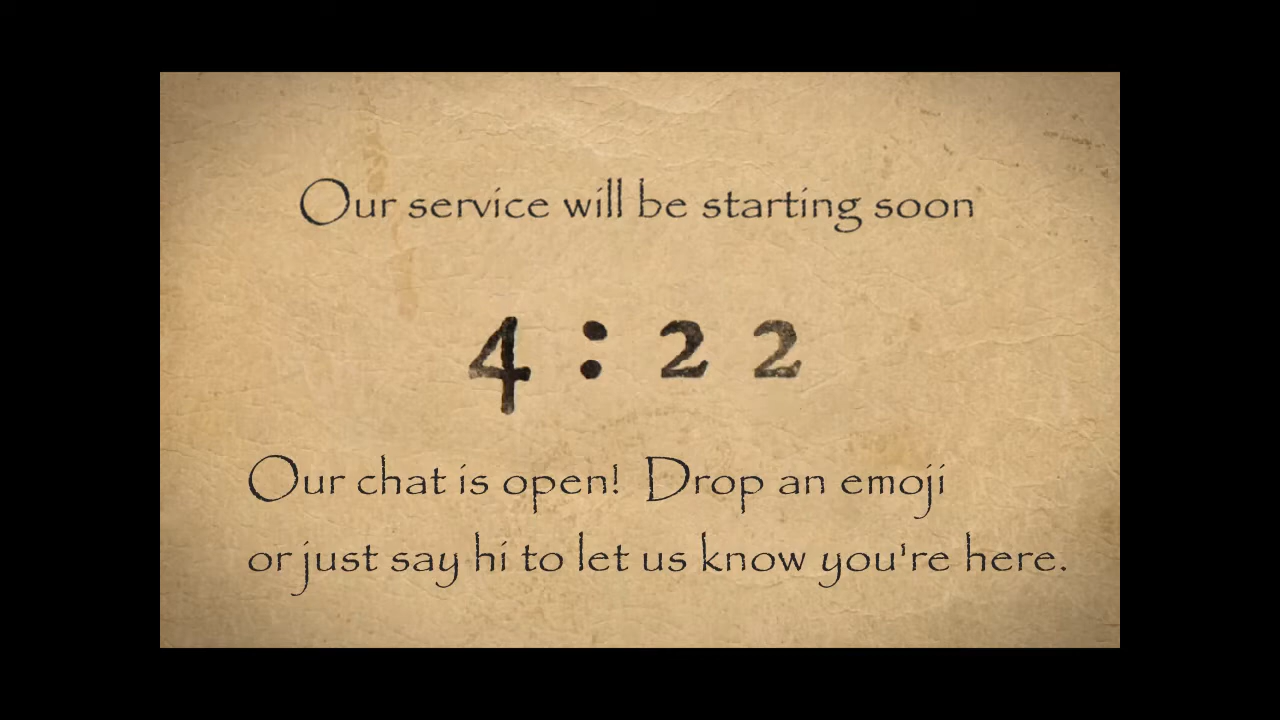 Our service will be starting soon
4:22
Our chat is open! Drop an emoji
or just say hi to let us know you're here.